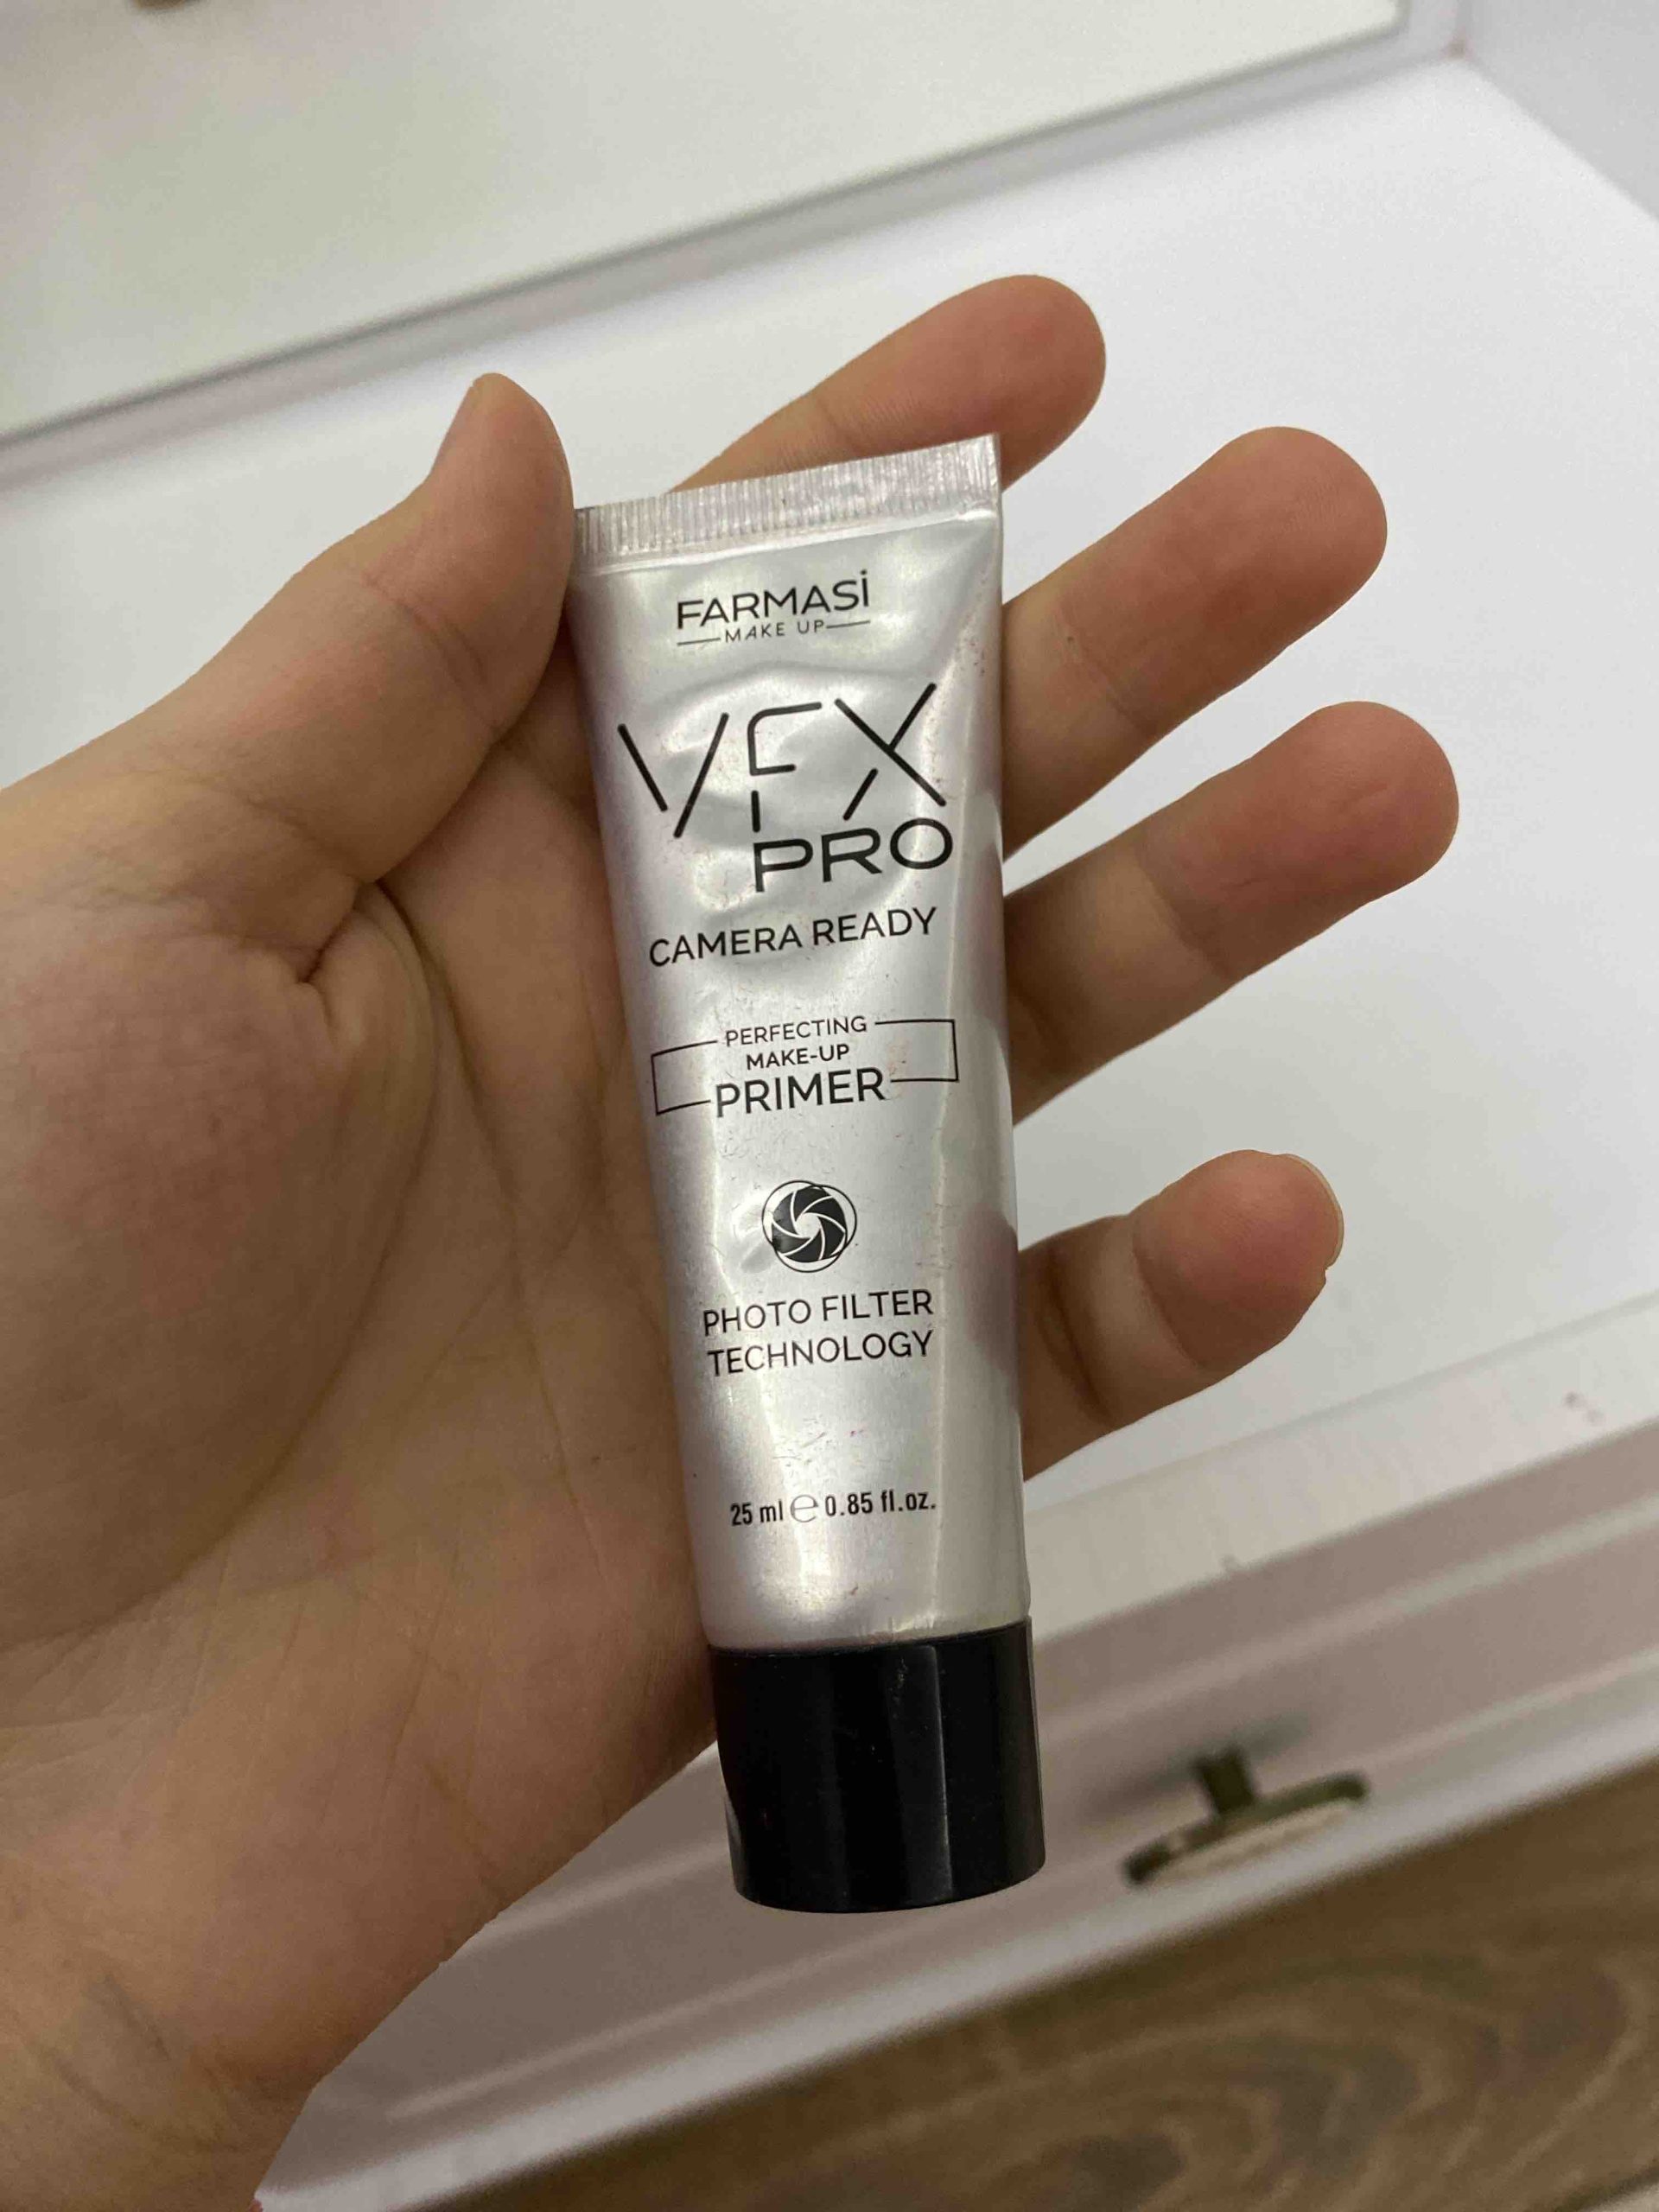 FARMASİ
MAKE UP
VFX
PRO
CAMERA READY
PERFECTING
MAKE-UP
PRIMER
PHOTO FILTER
TECHNOLOGY
25 ml ℮ 0.85 fl.oz.